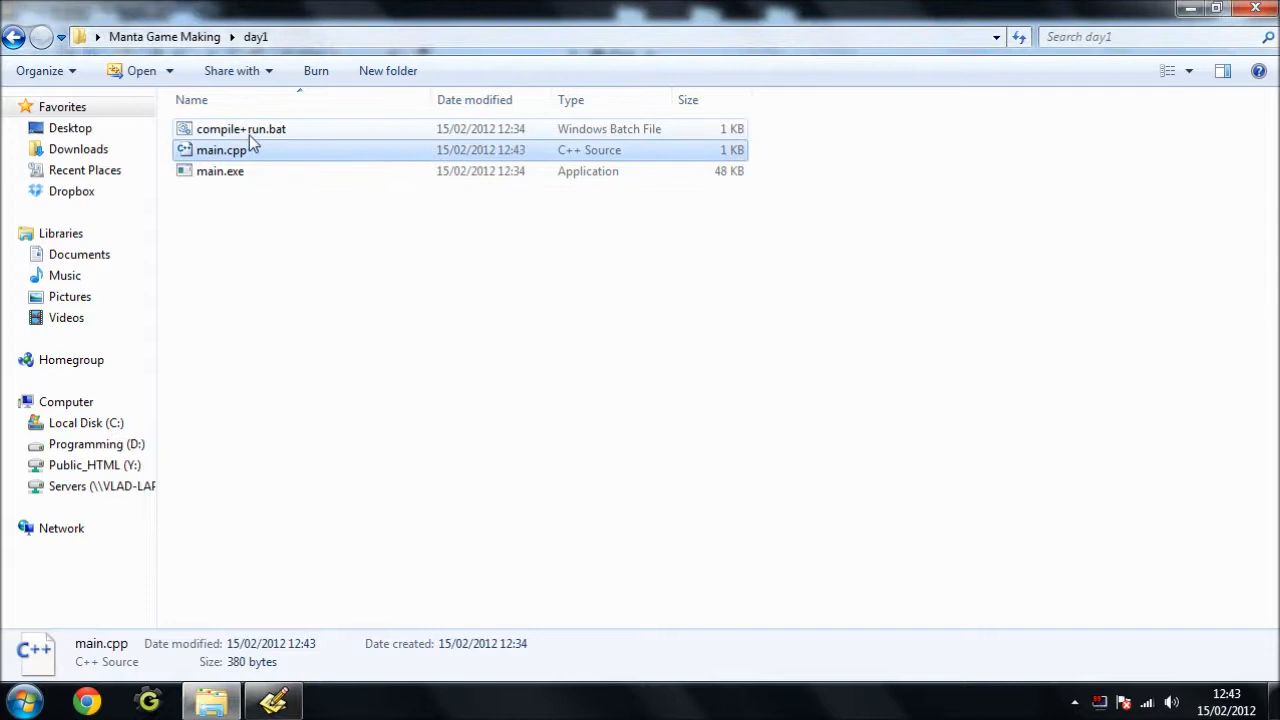 Manta Game Making day1
Search day1
Organize Open Share with Burn New folder
Name Date modified Type Size
Favorites
Desktop
Downloads
Recent Places
Dropbox
Libraries
Documents
Music
Pictures
Videos
Homegroup
Computer
Local Disk (C:)
Programming (D:)
Public_HTML (Y:)
Servers (\\VLAD-LAP
Network
compile+run.bat 15/02/2012 12:34 Windows Batch File 1 KB
main.cpp 15/02/2012 12:43 C++ Source 1 KB
main.exe 15/02/2012 12:34 Application 48 KB
C++
main.cpp Date modified: 15/02/2012 12:43 Date created: 15/02/2012 12:34
C++ Source Size: 380 bytes
12:43
15/02/2012